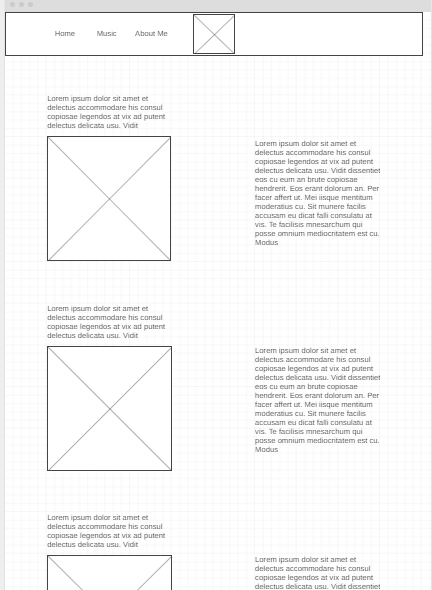 Home Music About Me
Lorem ipsum dolor sit amet et
delectus accommodare his consul
copiosae legendos at vix ad putent
delectus delicata usu. Vidit
Lorem ipsum dolor sit amet et
delectus accommodare his consul
copiosae legendos at vix ad putent
delectus delicata usu. Vidit dissentiet
eos cu eum an brute copiosae
hendrerit. Eos erant dolorum an. Per
facer affert ut. Mei iisque mentitum
moderatius cu. Sit munere facilis
accusam eu dicat falli consulatu at
vis. Te facilisis mnesarchum qui
posse omnium mediocritatem est cu.
Modus
Lorem ipsum dolor sit amet et
delectus accommodare his consul
copiosae legendos at vix ad putent
delectus delicata usu. Vidit
Lorem ipsum dolor sit amet et
delectus accommodare his consul
copiosae legendos at vix ad putent
delectus delicata usu. Vidit dissentiet
eos cu eum an brute copiosae
hendrerit. Eos erant dolorum an. Per
facer affert ut. Mei iisque mentitum
moderatius cu. Sit munere facilis
accusam eu dicat falli consulatu at
vis. Te facilisis mnesarchum qui
posse omnium mediocritatem est cu.
Modus
Lorem ipsum dolor sit amet et
delectus accommodare his consul
copiosae legendos at vix ad putent
delectus delicata usu. Vidit
Lorem ipsum dolor sit amet et
delectus accommodare his consul
copiosae legendos at vix ad putent
delectus delicata usu. Vidit dissentiet